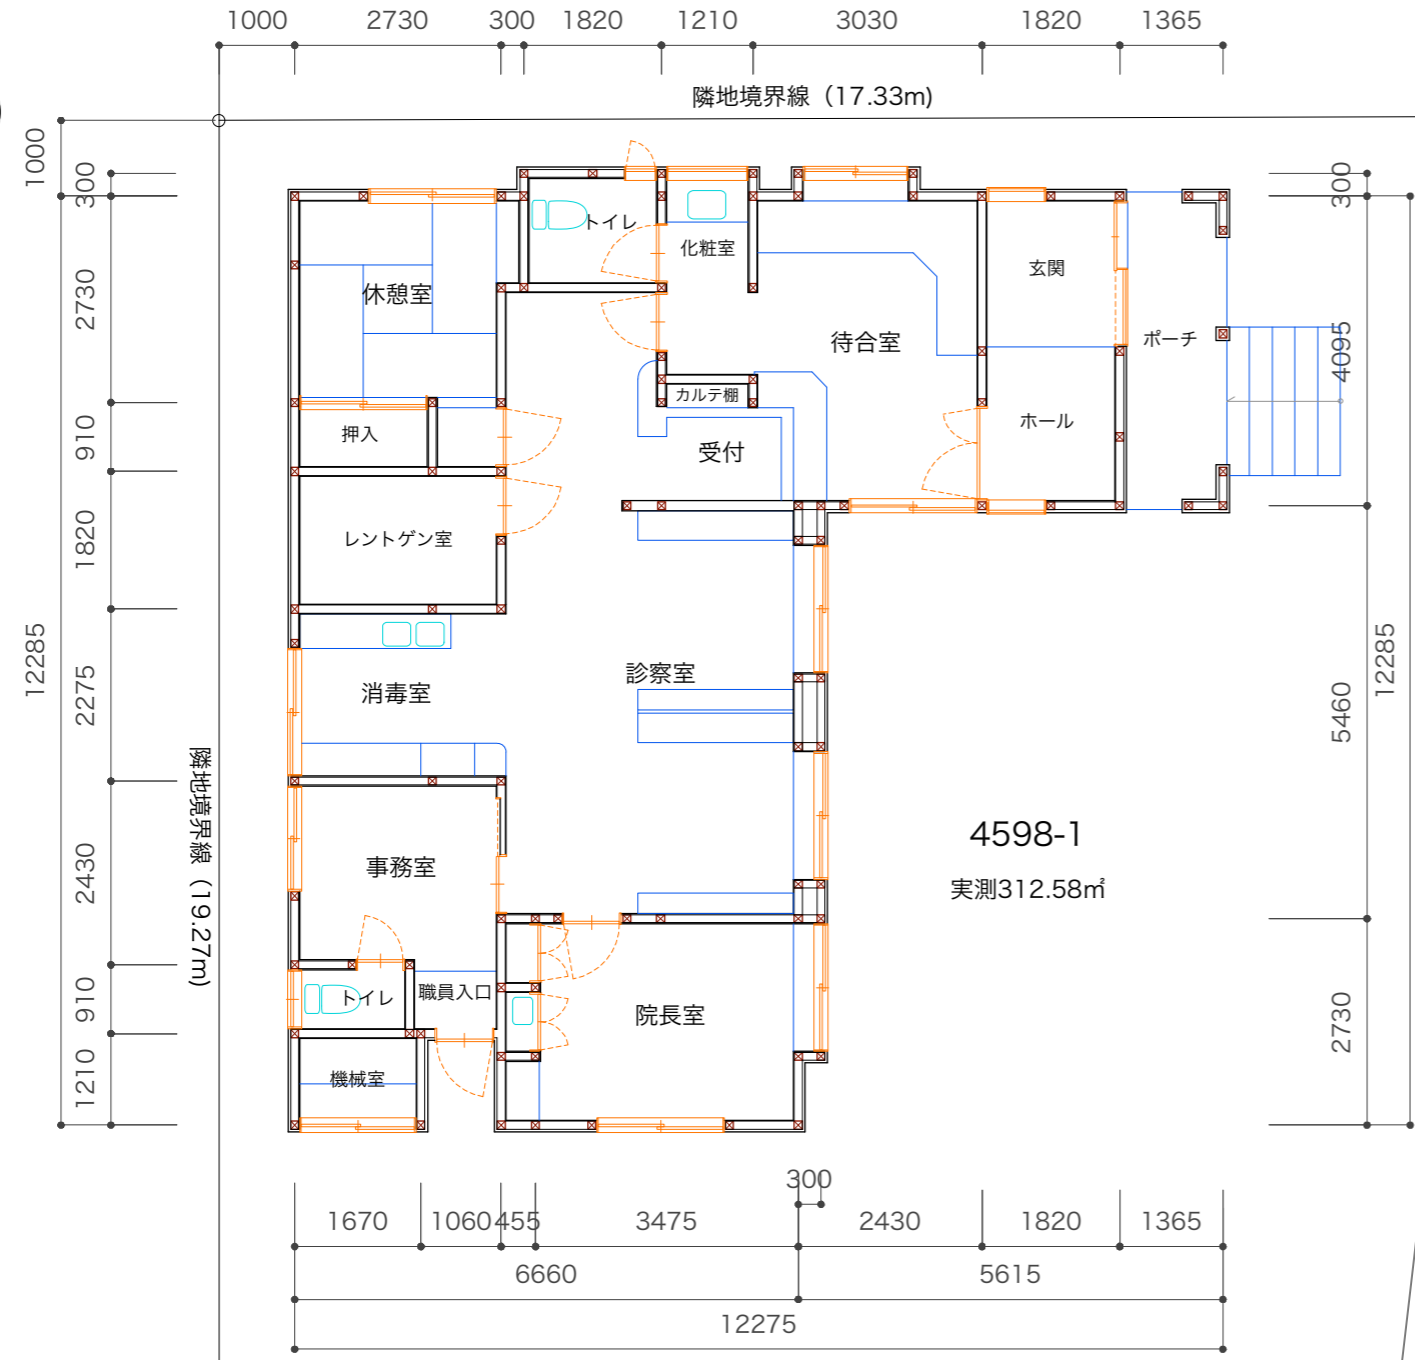 1000 2730 300 1820 1210 3030 1820 1365
隣地境界線（17.33m)
1000
300
300
トイレ
化粧室
玄関
休憩室
2730
待合室
ポーチ
4095
カルテ棚
押入
受付
ホール
910
レントゲン室
1820
12285
消毒室
診察室
2275
12285
5460
隣地境界線（19.27m)
事務室
4598-1
実測312.58㎡
2430
トイレ
職員入口
院長室
910
2730
機械室
1210
300
1670 1060 455 3475 2430 1820 1365
6660 5615
12275